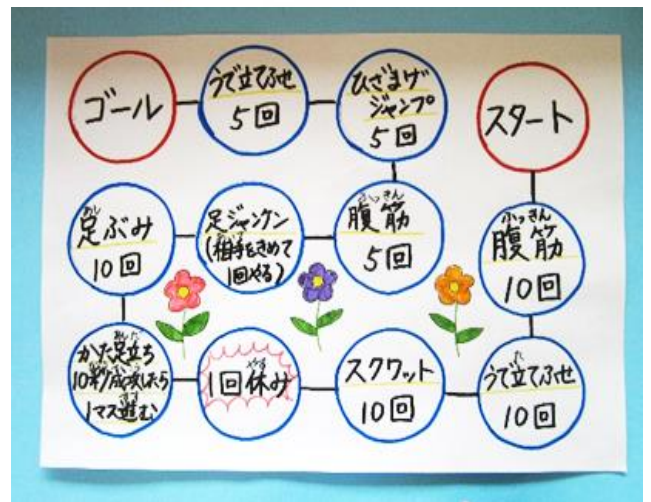 スタート
腹筋
10回
うで立てふせ
10回
スクワット
10回
1回休み
かた足立ち
10秒成功したら
1マス進む
足ぶみ
10回
足ジャンケン
(相手をきめて
1回やる)
腹筋
5回
ひざまげ
ジャンプ
5回
うで立てふせ
5回
ゴール